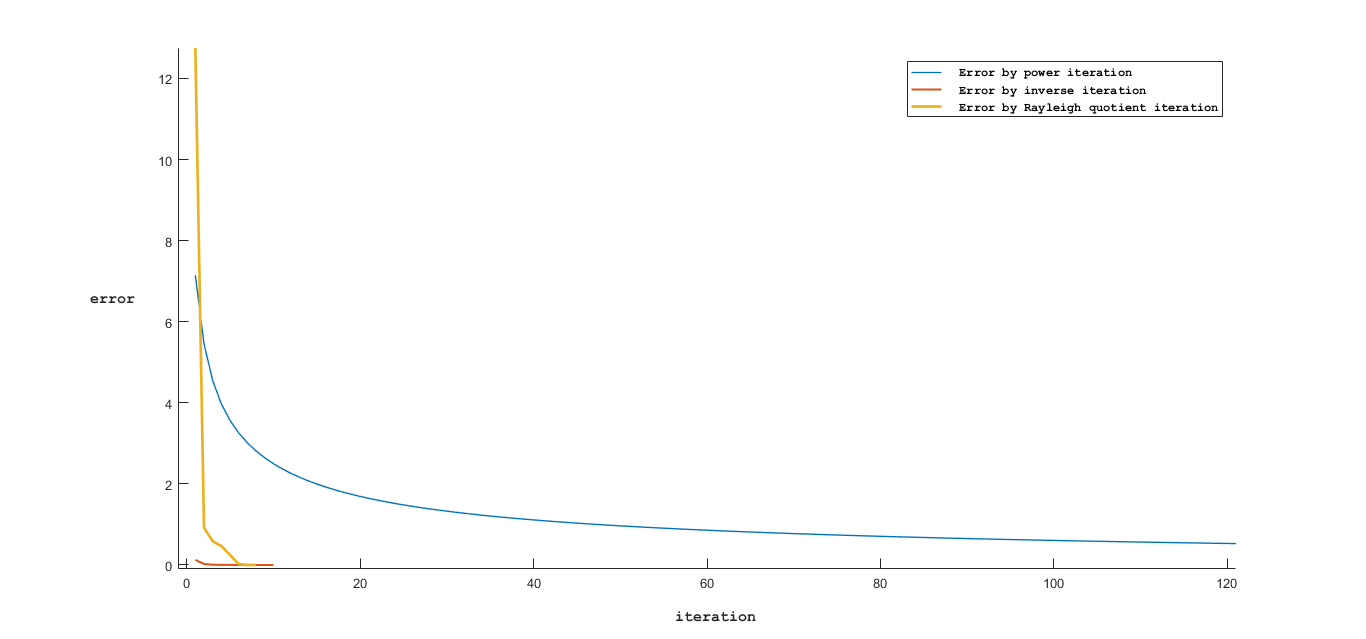 Error by power iteration
Error by inverse iteration
Error by Rayleigh quotient iteration
12
10
8
6
4
2
0
error
0 20 40 60 80 100 120
iteration